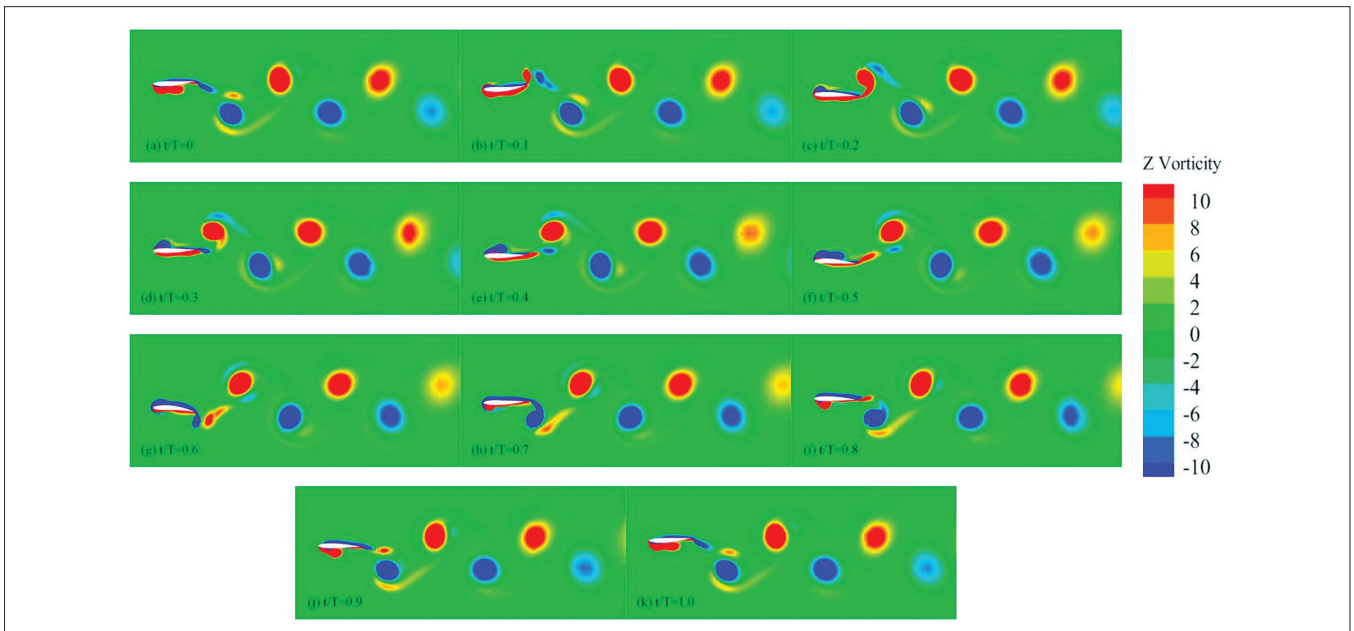 (a) t/T=0
(b) t/T=0.1
(c) t/T=0.2
(d) t/T=0.3
(e) t/T=0.4
(f) t/T=0.5
(g) t/T=0.6
(h) t/T=0.7
(i) t/T=0.8
(j) t/T=0.9
(k) t/T=1.0
Z Vorticity
10
8
6
4
2
0
-2
-4
-6
-8
-10